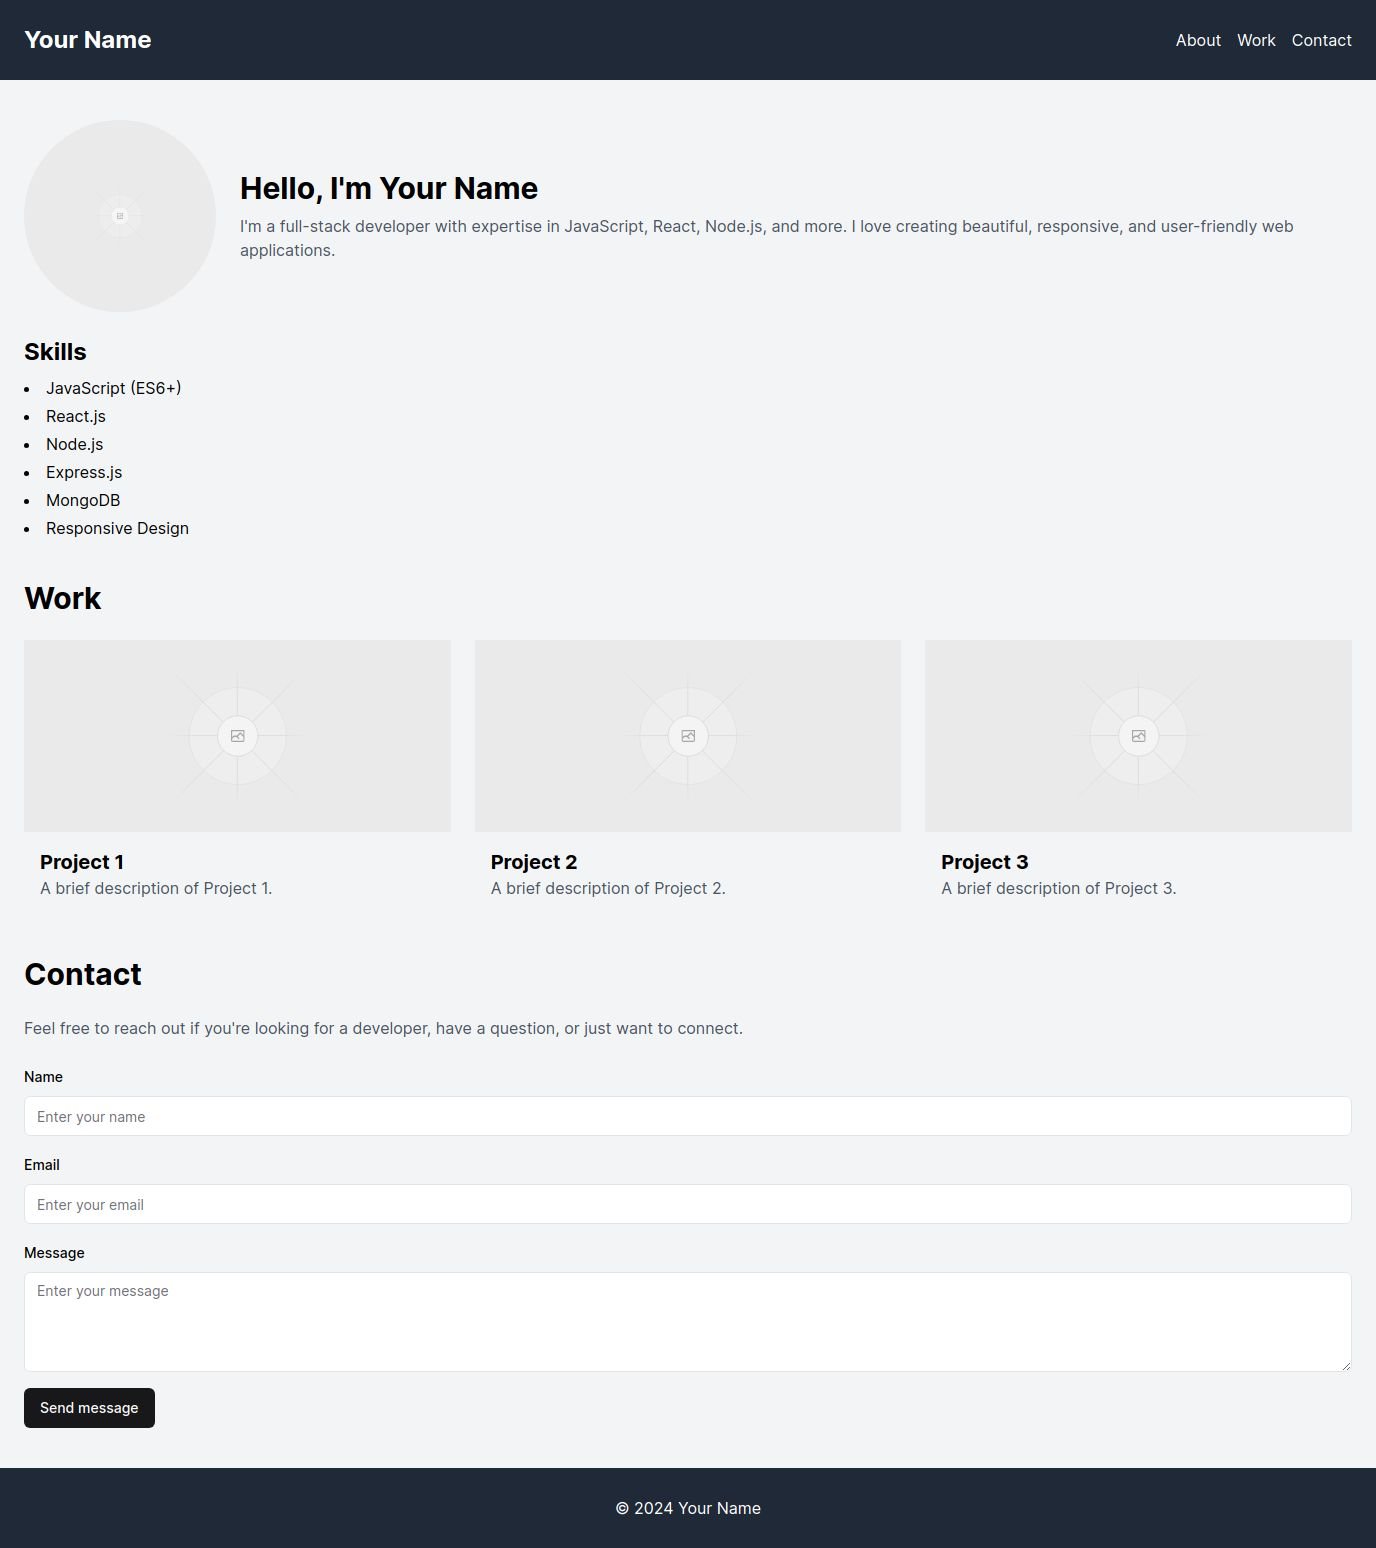 Your Name
About Work Contact
Hello, I'm Your Name
I'm a full-stack developer with expertise in JavaScript, React, Node.js, and more. I love creating beautiful, responsive, and user-friendly web
applications.
Skills
JavaScript (ES6+)
React.js
Node.js
Express.js
MongoDB
Responsive Design
Work
Project 1
A brief description of Project 1.
Project 2
A brief description of Project 2.
Project 3
A brief description of Project 3.
Contact
Feel free to reach out if you're looking for a developer, have a question, or just want to connect.
Name
Enter your name
Email
Enter your email
Message
Enter your message
Send message
© 2024 Your Name